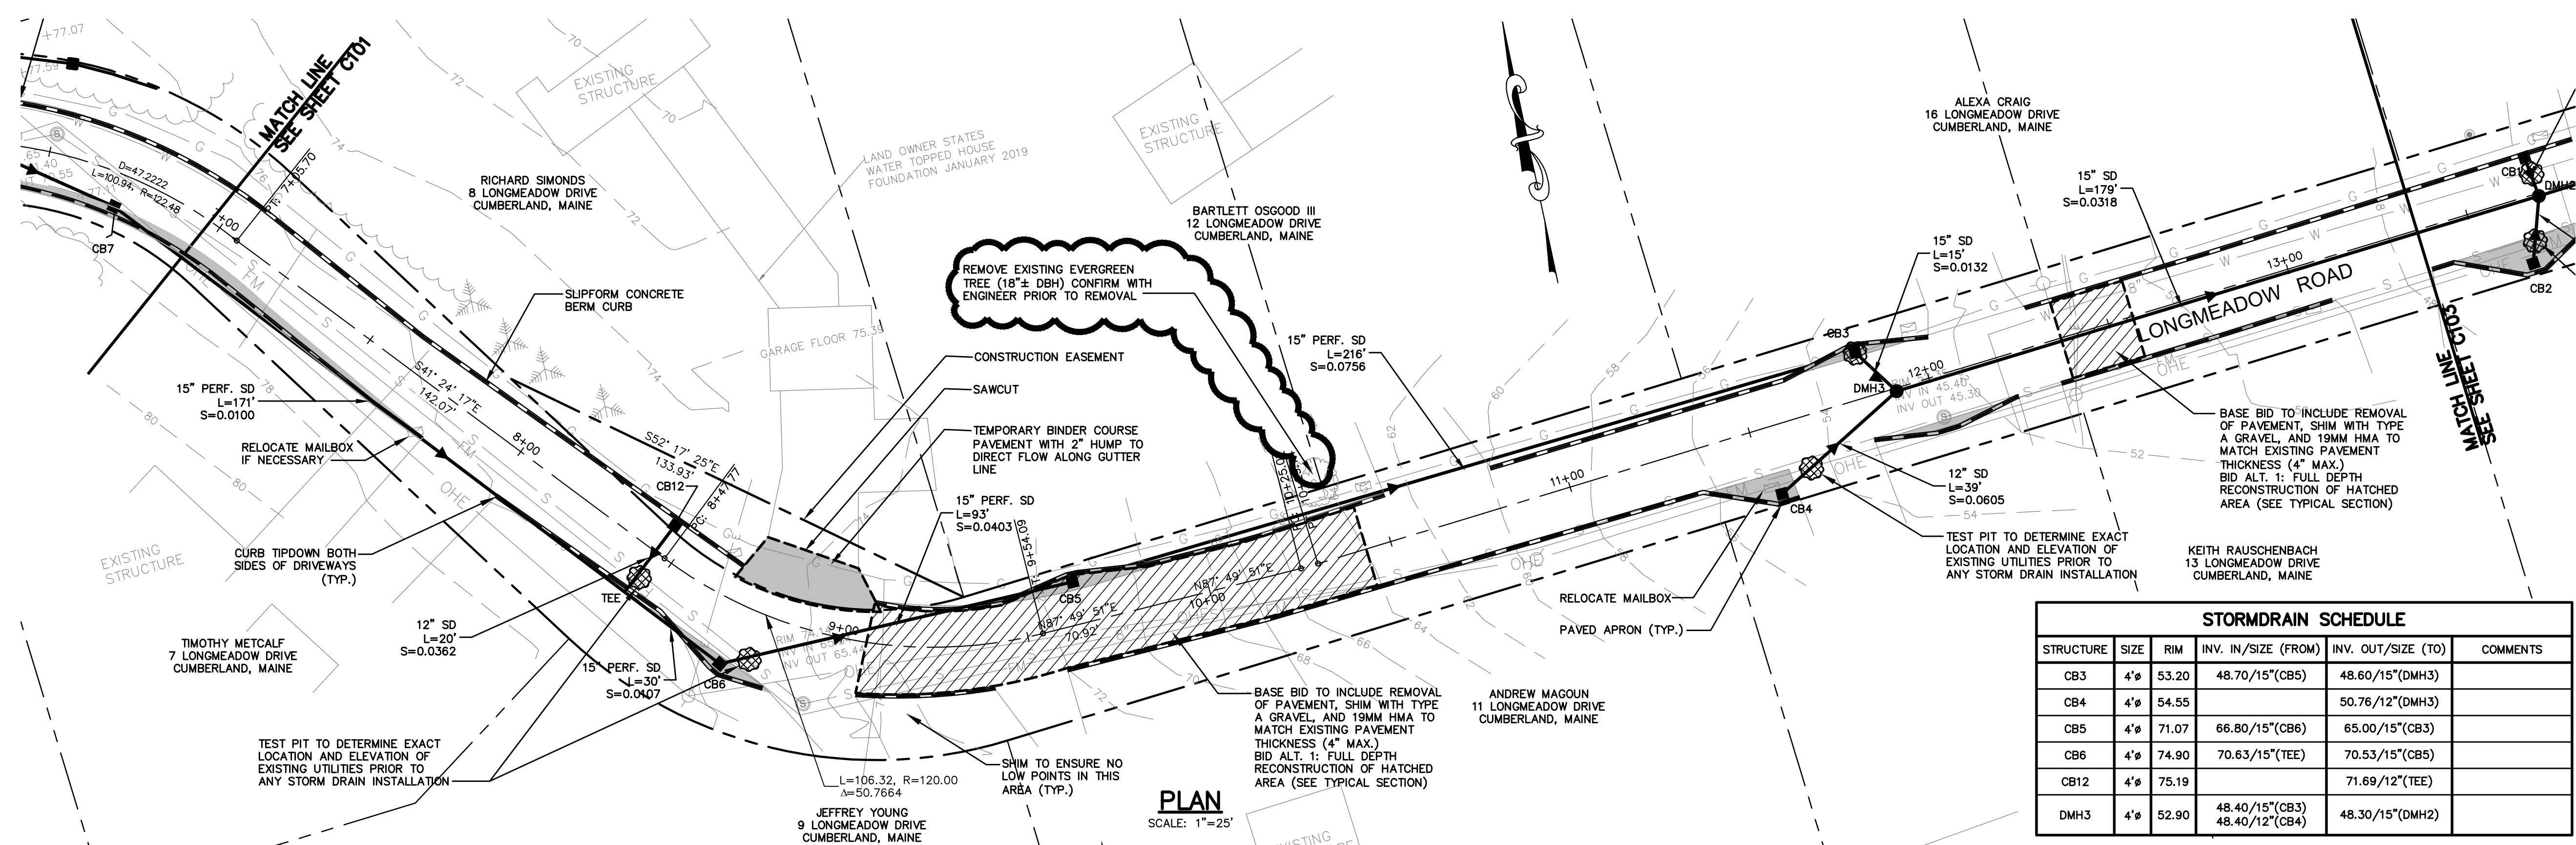 +77.07
+77.59
MATCH LINE
SEE SHEET C101
PT: 7+05.70
D=47.2222
L=100.94, R=122.48
CB7
RICHARD SIMONDS
8 LONGMEADOW DRIVE
CUMBERLAND, MAINE
EXISTING
STRUCTURE
LAND OWNER STATES
WATER TOPPED HOUSE
FOUNDATION JANUARY 2019
EXISTING
STRUCTURE
BARTLETT OSGOOD III
12 LONGMEADOW DRIVE
CUMBERLAND, MAINE
REMOVE EXISTING EVERGREEN
TREE (18"± DBH) CONFIRM WITH
ENGINEER PRIOR TO REMOVAL
ALEXA CRAIG
16 LONGMEADOW DRIVE
CUMBERLAND, MAINE
15" SD
L=179'
S=0.0318
CB1
DMH2
CB2
15" SD
L=15'
S=0.0132
13+00
LONGMEADOW ROAD
MATCH LINE
SEE SHEET C103
SLIPFORM CONCRETE
BERM CURB
GARAGE FLOOR 75.39
CONSTRUCTION EASEMENT
SAWCUT
TEMPORARY BINDER COURSE
PAVEMENT WITH 2" HUMP TO
DIRECT FLOW ALONG GUTTER
LINE
15" PERF. SD
L=216'
S=0.0756
CB3
DMH3
12+00
INV IN 45.40
INV OUT 45.30
15" PERF. SD
L=171'
S=0.0100
S41° 24' 17"E
142.07'
8+00
RELOCATE MAILBOX
IF NECESSARY
S52° 17' 25"E
133.93'
CB12
PC: 8+47.77
15" PERF. SD
L=93'
S=0.0403
11+00
CB4
12" SD
L=39'
S=0.0605
BASE BID TO INCLUDE REMOVAL
OF PAVEMENT, SHIM WITH TYPE
A GRAVEL, AND 19MM HMA TO
MATCH EXISTING PAVEMENT
THICKNESS (4" MAX.)
BID ALT. 1: FULL DEPTH
RECONSTRUCTION OF HATCHED
AREA (SEE TYPICAL SECTION)
TEST PIT TO DETERMINE EXACT
LOCATION AND ELEVATION OF
EXISTING UTILITIES PRIOR TO
ANY STORM DRAIN INSTALLATION
KEITH RAUSCHENBACH
13 LONGMEADOW DRIVE
CUMBERLAND, MAINE
EXISTING
STRUCTURE
CURB TIPDOWN BOTH
SIDES OF DRIVEWAYS
(TYP.)
TEE
CB5
N87° 49' 51"E
N87° 49' 51"E
10+00
70.92'
9+00
RELOCATE MAILBOX
PAVED APRON (TYP.)
12" SD
L=20'
S=0.0362
TIMOTHY METCALF
7 LONGMEADOW DRIVE
CUMBERLAND, MAINE
15" PERF. SD
L=30'
S=0.0107
CB6
TEST PIT TO DETERMINE EXACT
LOCATION AND ELEVATION OF
EXISTING UTILITIES PRIOR TO
ANY STORM DRAIN INSTALLATION
L=106.32, R=120.00
Δ=50.7664
JEFFREY YOUNG
9 LONGMEADOW DRIVE
CUMBERLAND, MAINE
SHIM TO ENSURE NO
LOW POINTS IN THIS
AREA (TYP.)
BASE BID TO INCLUDE REMOVAL
OF PAVEMENT, SHIM WITH TYPE
A GRAVEL, AND 19MM HMA TO
MATCH EXISTING PAVEMENT
THICKNESS (4" MAX.)
BID ALT. 1: FULL DEPTH
RECONSTRUCTION OF HATCHED
AREA (SEE TYPICAL SECTION)
ANDREW MAGOUN
11 LONGMEADOW DRIVE
CUMBERLAND, MAINE
PLAN
SCALE: 1"=25'
STORMDRAIN SCHEDULE
STRUCTURE SIZE RIM INV. IN/SIZE (FROM) INV. OUT/SIZE (TO) COMMENTS
CB3 4'ø 53.20 48.70/15"(CB5) 48.60/15"(DMH3)
CB4 4'ø 54.55 50.76/12"(DMH3)
CB5 4'ø 71.07 66.80/15"(CB6) 65.00/15"(CB3)
CB6 4'ø 74.90 70.63/15"(TEE) 70.53/15"(CB5)
CB12 4'ø 75.19 71.69/12"(TEE)
DMH3 4'ø 52.90 48.40/15"(CB3) 48.30/15"(DMH2)
48.40/12"(CB4)